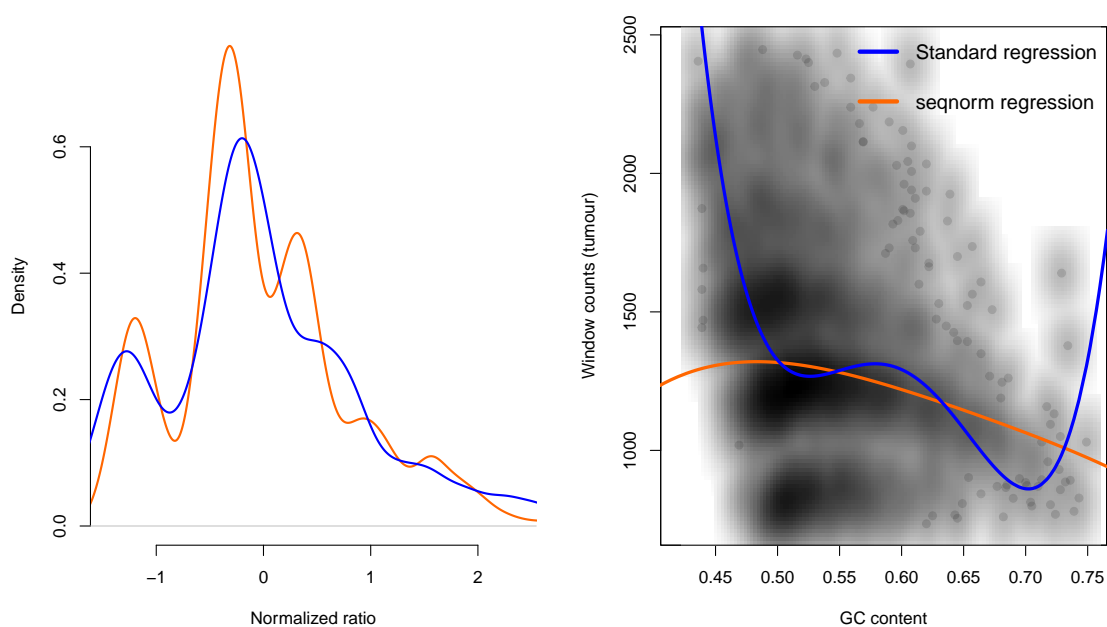 Density
0.0 0.2 0.4 0.6
−1 0 1 2
Normalized ratio
Window counts (tumour)
1000 1500 2000 2500
Standard regression
seqnorm regression
0.45 0.50 0.55 0.60 0.65 0.70 0.75
GC content